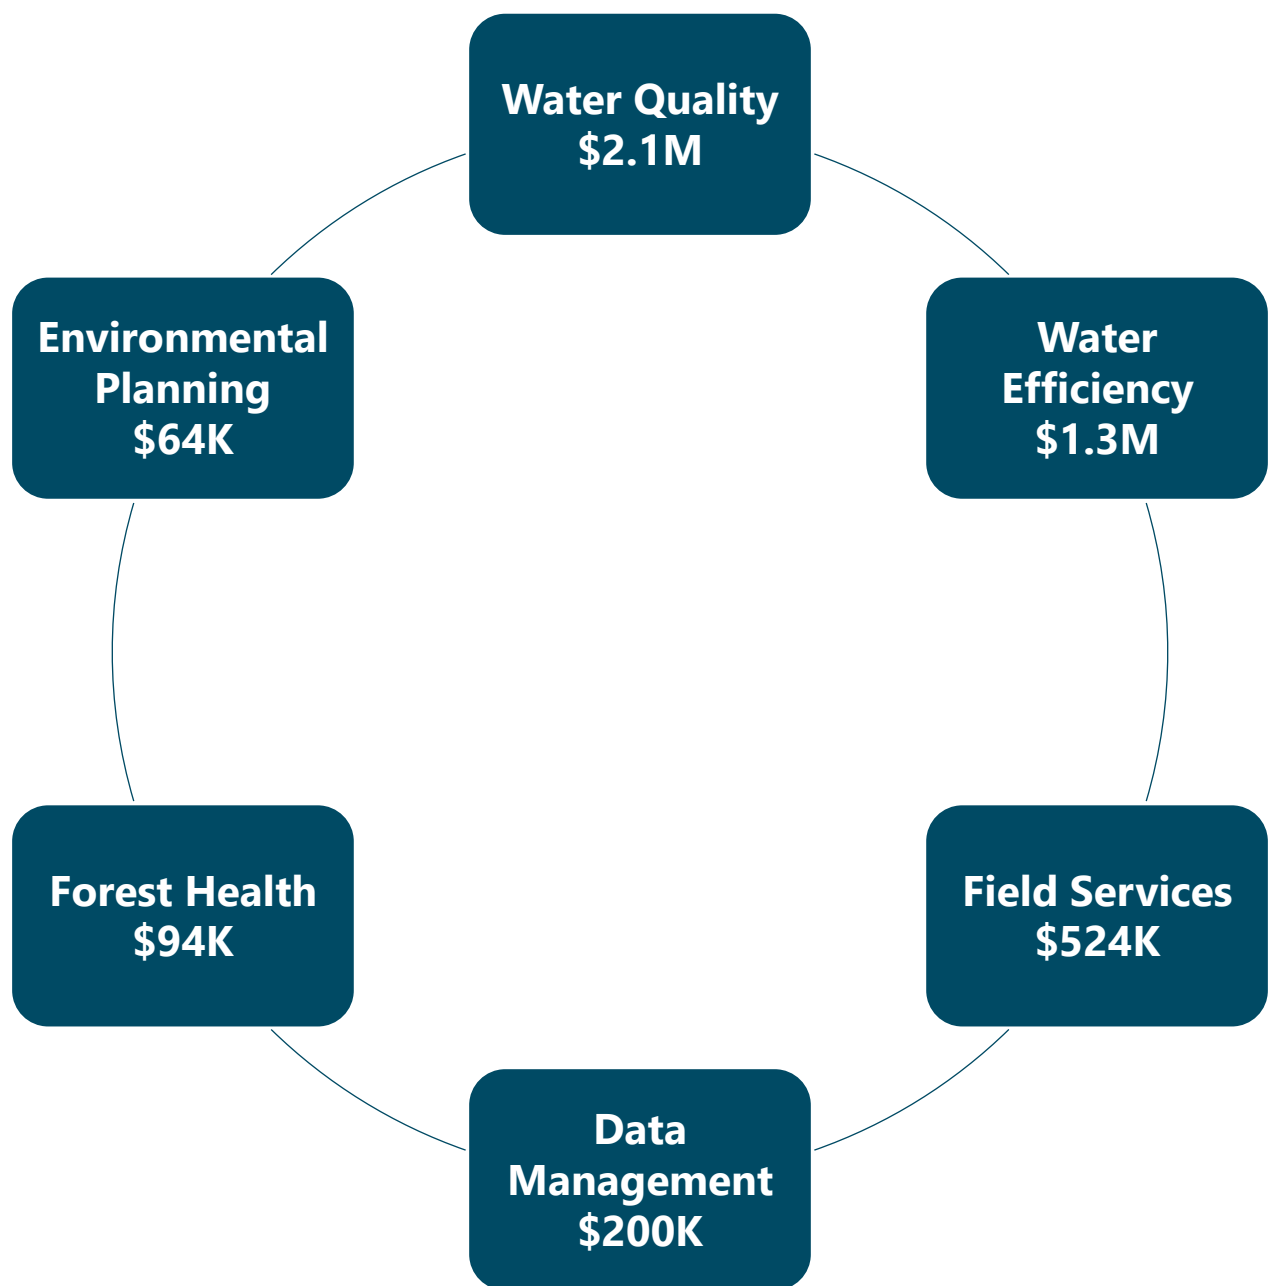 Water Quality
$2.1M
Water
Efficiency
$1.3M
Field Services
$524K
Data
Management
$200K
Forest Health
$94K
Environmental
Planning
$64K